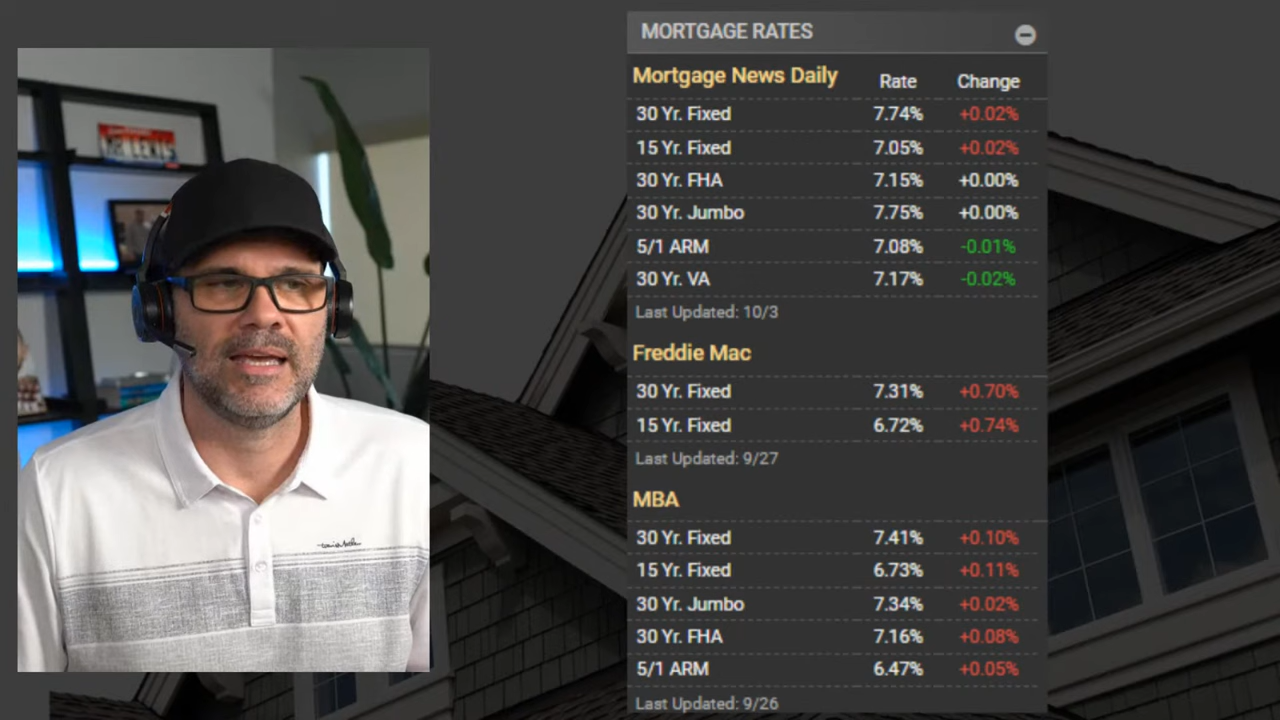 MORTGAGE RATES
Mortgage News Daily Rate Change
30 Yr. Fixed 7.74% +0.02%
15 Yr. Fixed 7.05% +0.02%
30 Yr. FHA 7.15% +0.00%
30 Yr. Jumbo 7.75% +0.00%
5/1 ARM 7.08% -0.01%
30 Yr. VA 7.17% -0.02%
Last Updated: 10/3
Freddie Mac
30 Yr. Fixed 7.31% +0.70%
15 Yr. Fixed 6.72% +0.74%
Last Updated: 9/27
MBA
30 Yr. Fixed 7.41% +0.10%
15 Yr. Fixed 6.73% +0.11%
30 Yr. Jumbo 7.34% +0.02%
30 Yr. FHA 7.16% +0.08%
5/1 ARM 6.47% +0.05%
Last Updated: 9/26